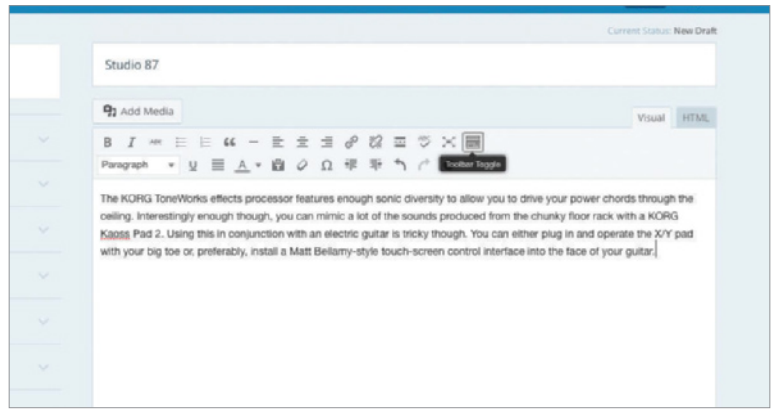 Current Status: New Draft
Studio 87
Add Media
Visual HTML
B I ABC
Paragraph U A Ω
Toolbar Toggle
The KORG ToneWorks effects processor features enough sonic diversity to allow you to drive your power chords through the
ceiling. Interestingly enough though, you can mimic a lot of the sounds produced from the chunky floor rack with a KORG
Kaoss Pad 2. Using this in conjunction with an electric guitar is tricky though. You can either plug in and operate the X/Y pad
with your big toe or, preferably, install a Matt Bellamy-style touch-screen control interface into the face of your guitar.